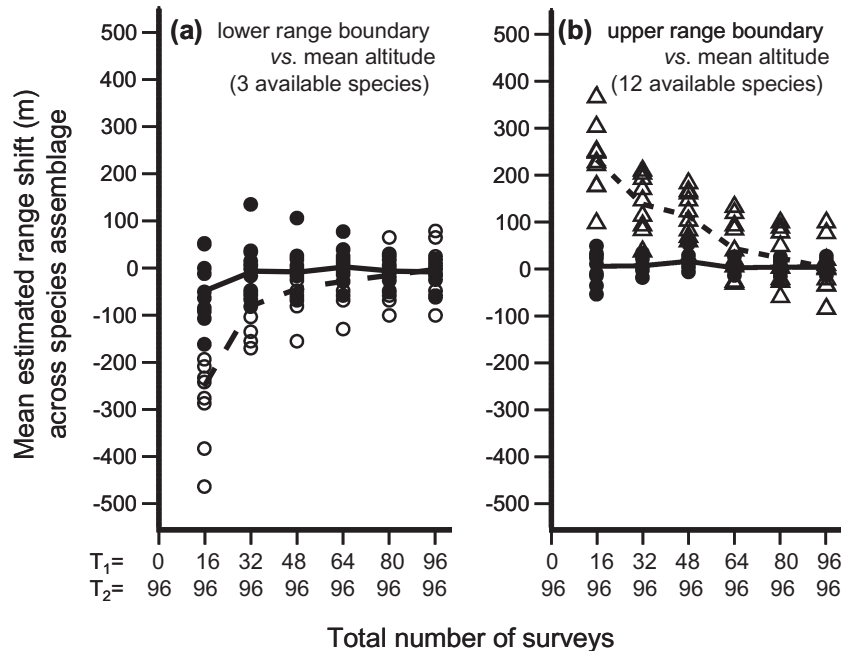 Mean estimated range shift (m)
across species assemblage
500
400
300
200
100
0
-100
-200
-300
-400
-500
(a) lower range boundary
vs. mean altitude
(3 available species)
T₁= 0 16 32 48 64 80 96
T₂= 96 96 96 96 96 96 96
500
400
300
200
100
0
-100
-200
-300
-400
-500
(b) upper range boundary
vs. mean altitude
(12 available species)
0 16 32 48 64 80 96
96 96 96 96 96 96 96
Total number of surveys